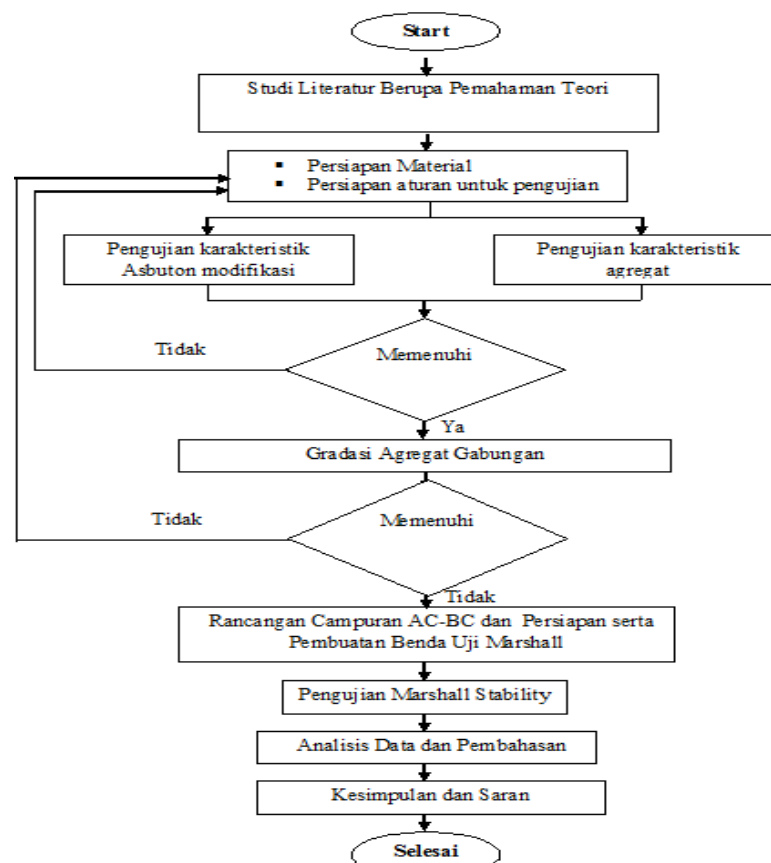 Start
Studi Literatur Berupa Pemahaman Teori
▪ Persiapan Material
▪ Persiapan aturan untuk pengujian
Pengujian karakteristik
Asbuton modifikasi
Pengujian karakteristik
agregat
Tidak
Memenuhi
Ya
Gradasi Agregat Gabungan
Tidak
Memenuhi
Tidak
Rancangan Campuran AC-BC dan Persiapan serta
Pembuatan Benda Uji Marshall
Pengujian Marshall Stability
Analisis Data dan Pembahasan
Kesimpulan dan Saran
Selesai